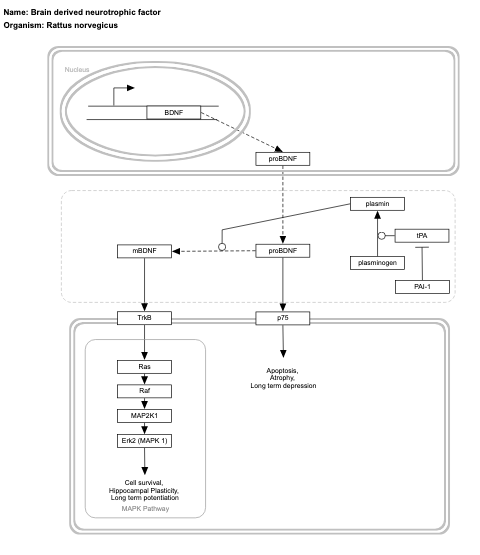 Name: Brain derived neurotrophic factor
Organism: Rattus norvegicus
Nucleus
BDNF
proBDNF
plasmin
tPA
mBDNF
proBDNF
plasminogen
PAI-1
TrkB
p75
Ras
Raf
MAP2K1
Erk2 (MAPK 1)
Apoptosis,
Atrophy,
Long term depression
Cell survival,
Hippocampal Plasticity,
Long term potentiation
MAPK Pathway